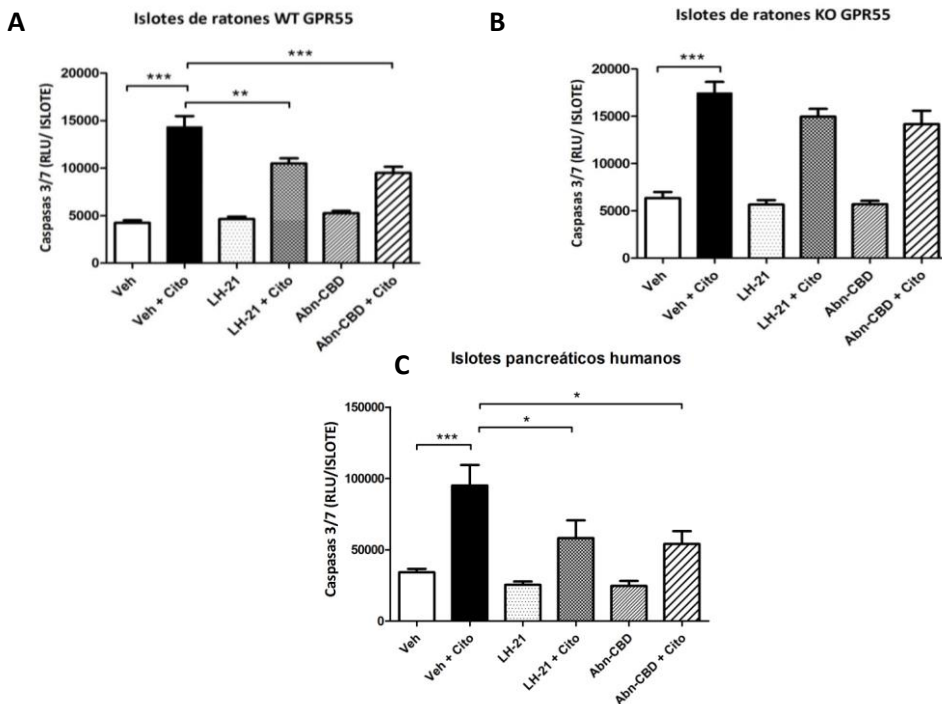 A
Islotes de ratones WT GPR55
***
***
**
20000
15000
10000
5000
0
Caspasas 3/7 (RLU/ ISLOTE)
Veh
Veh + Cito
LH-21
LH-21 + Cito
Abn-CBD
Abn-CBD + Cito
B
Islotes de ratones KO GPR55
***
20000
15000
10000
5000
0
Caspasas 3/7 (RLU/ ISLOTE)
Veh
Veh + Cito
LH-21
LH-21 + Cito
Abn-CBD
Abn-CBD + Cito
C
Islotes pancreáticos humanos
*
*
***
150000
100000
50000
0
Caspasas 3/7 (RLU/ISLOTE)
Veh
Veh + Cito
LH-21
LH-21 + Cito
Abn-CBD
Abn-CBD + Cito